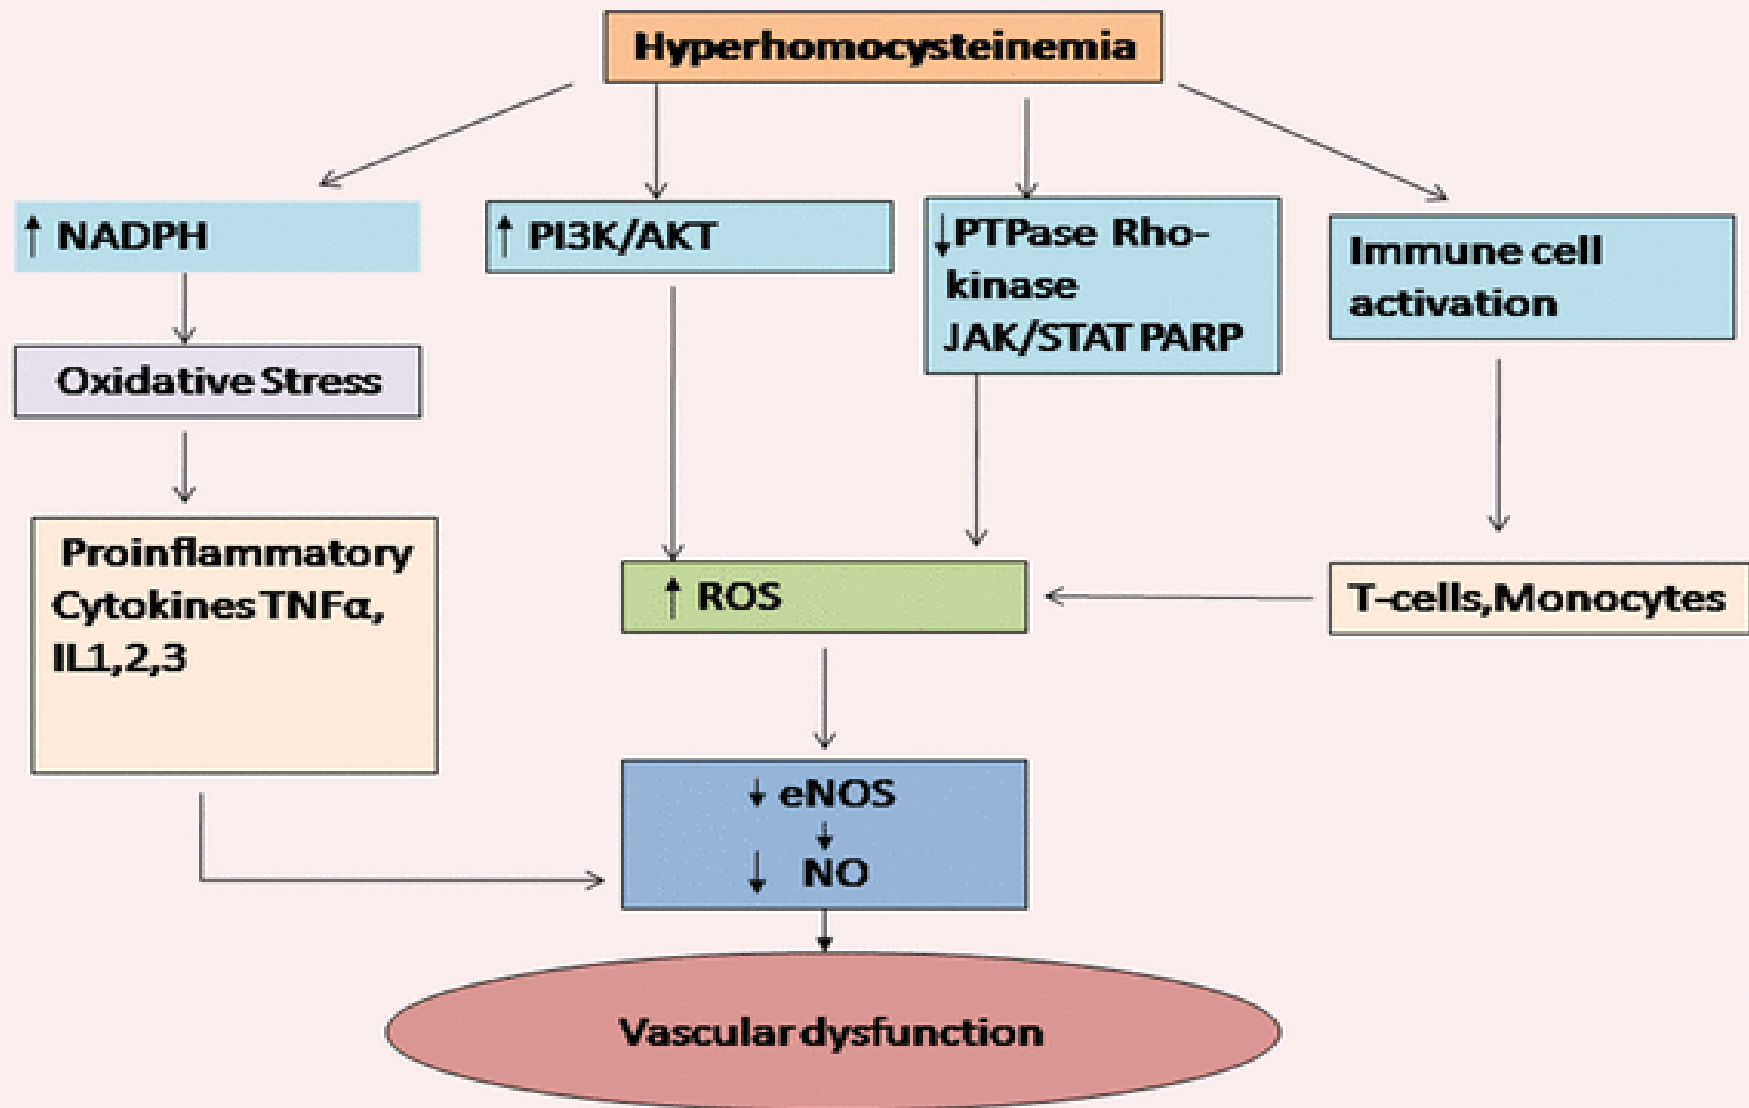 Hyperhomocysteinemia
↑ NADPH
↑ PI3K/AKT
↓PTPase Rho-
kinase
JAK/STAT PARP
Immune cell
activation
Oxidative Stress
Proinflammatory
Cytokines TNFα,
IL1,2,3
↑ ROS
T-cells,Monocytes
↓ eNOS
↓ NO
Vascular dysfunction